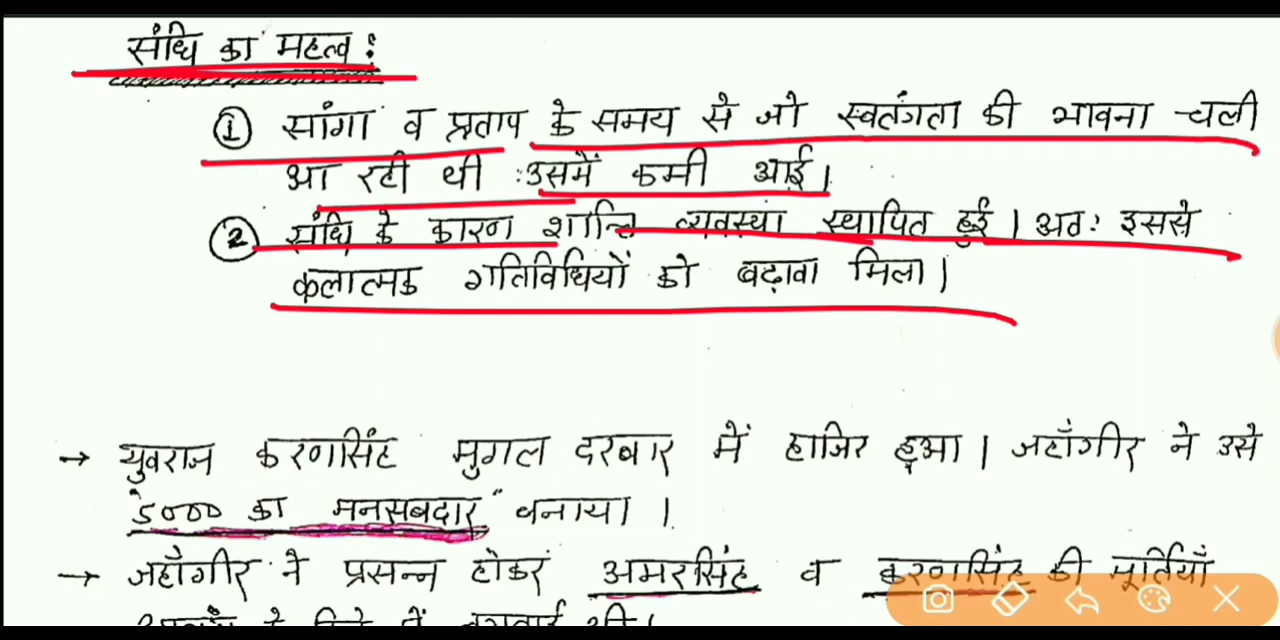 संधि का महत्व :
① सांगा व प्रताप के समय से जो स्वतंत्रता की भावना चली
आ रही थी उसमें कमी आई।
② संधि के कारण शान्ति व्यवस्था स्थापित हुई। अतः इससे
कलात्मक गतिविधियों को बढ़ावा मिला।
→ युवराज करणसिंह मुगल दरबार में हाजिर हुआ। जहाँगीर ने उसे
"5000 का मनसबदार" बनाया।
→ जहाँगीर ने प्रसन्न होकर अमरसिंह व करणसिंह की मूर्तियाँ